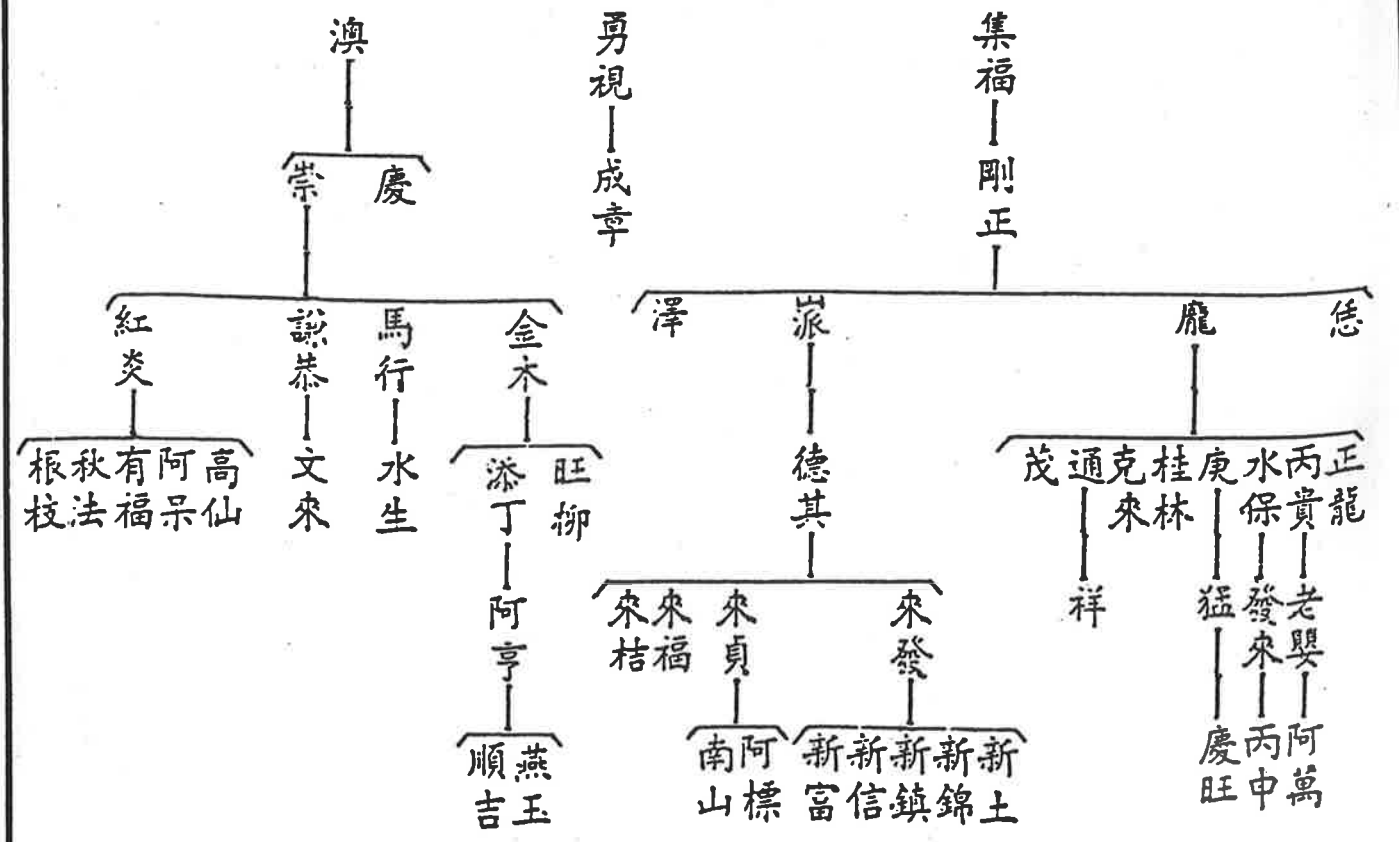 集福
勇視
澳
剛正
成章
慶
崇
恁
龐
澤
金木
馬行
謙恭
紅炎
正龍
丙貴
水保
庚
桂林
克來
通
茂
德其
旺柳
添丁
水生
文來
高仙
阿呆
有福
秋法
根枝
老嬰
發來
猛
祥
來發
來貞
來福
來桔
阿亨
阿萬
丙申
慶旺
新土
新錦
新鎮
新信
新富
阿標
南山
燕玉
順吉